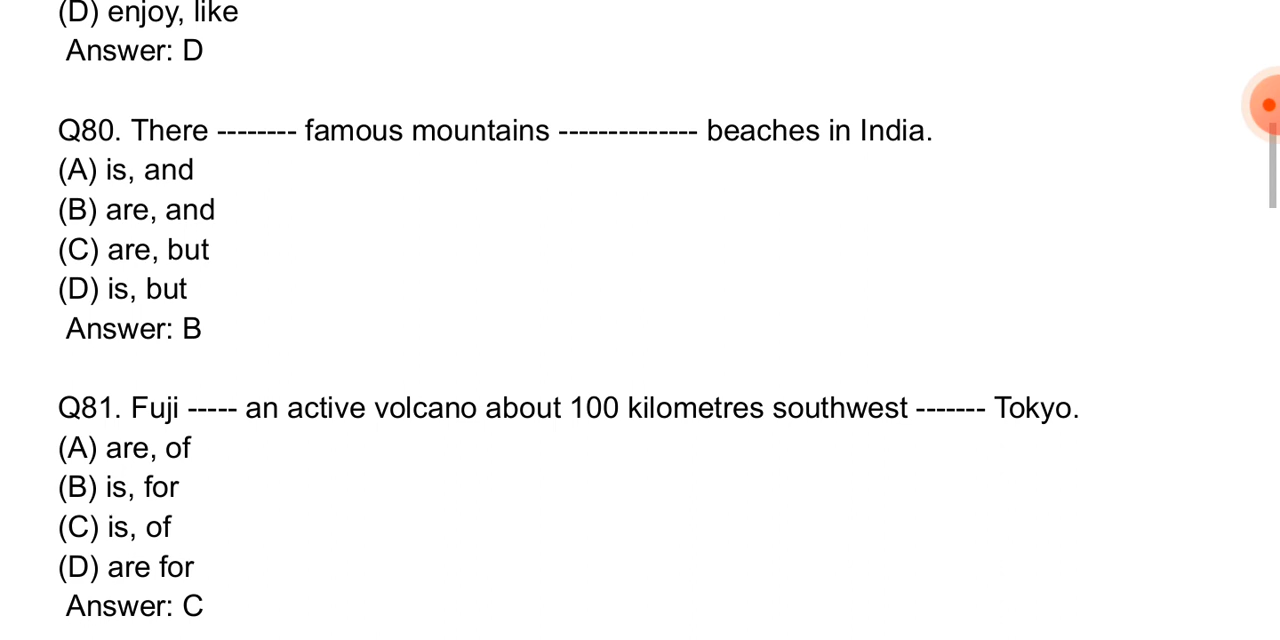 (D) enjoy, like
Answer: D
Q80. There -------- famous mountains -------------- beaches in India.
(A) is, and
(B) are, and
(C) are, but
(D) is, but
Answer: B
Q81. Fuji ----- an active volcano about 100 kilometres southwest ------- Tokyo.
(A) are, of
(B) is, for
(C) is, of
(D) are for
Answer: C